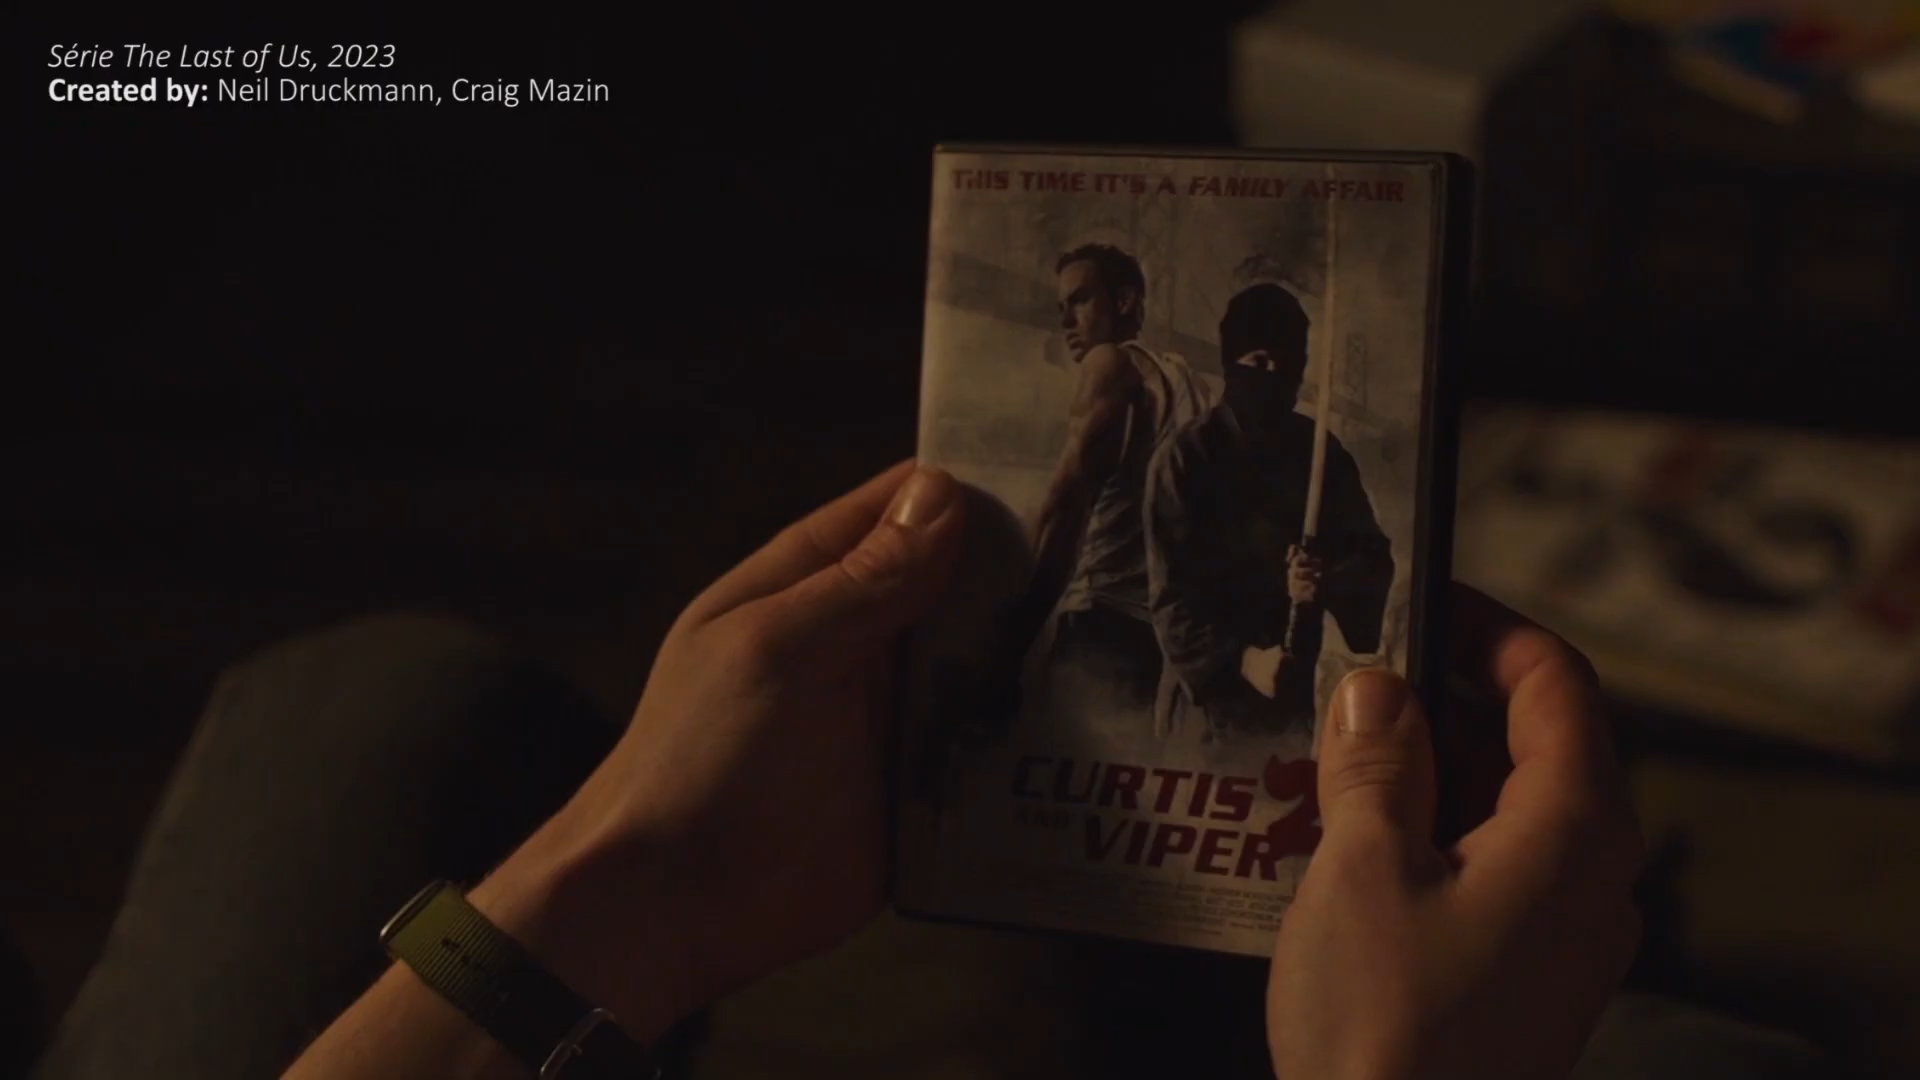 Série The Last of Us, 2023
Created by: Neil Druckmann, Craig Mazin
THIS TIME IT'S A FAMILY AFFAIR
CURTIS 2
AND VIPER